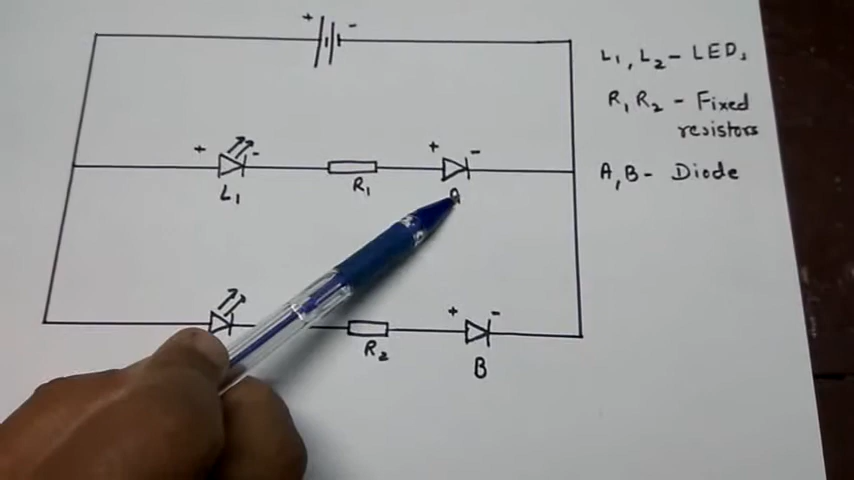 + -
L1, L2 - LED,
R1 R2 - Fixed
resistors
A, B - Diode
+ - + -
L1 R1 A
+ -
R2 B